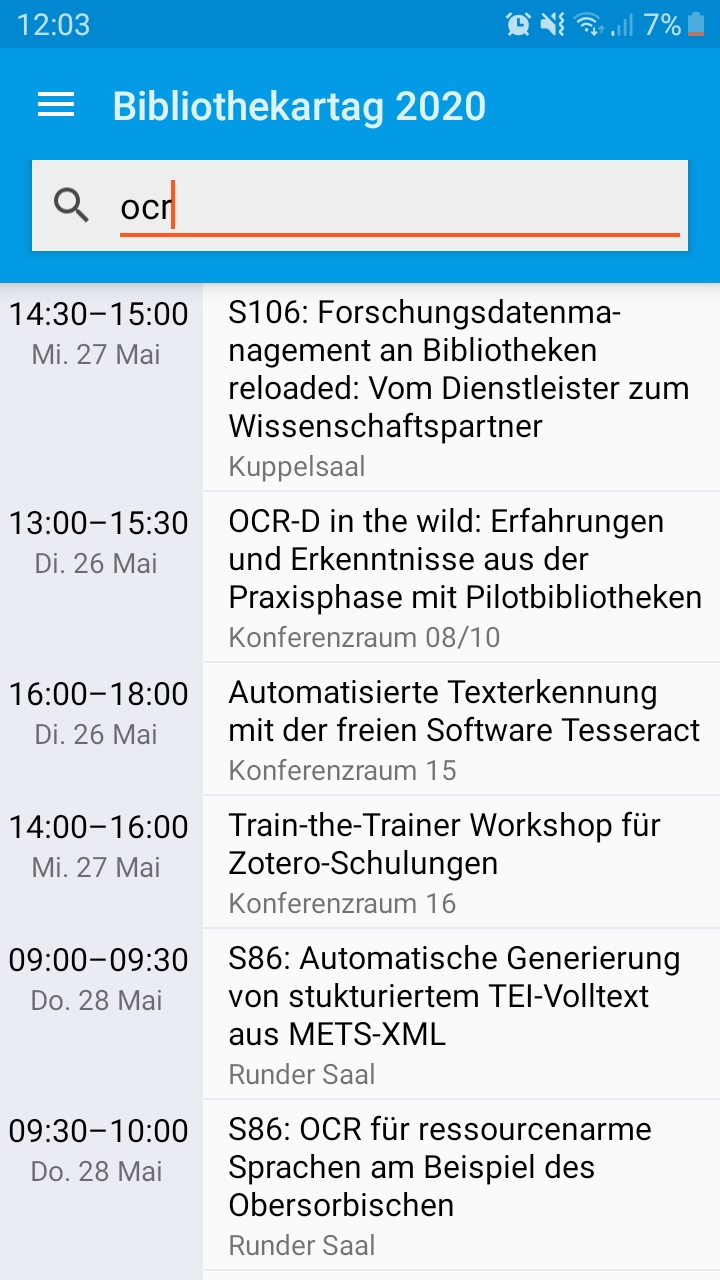 12:03 7%
Bibliothekartag 2020
ocr
14:30–15:00
Mi. 27 Mai
S106: Forschungsdatenma-
nagement an Bibliotheken
reloaded: Vom Dienstleister zum
Wissenschaftspartner
Kuppelsaal
13:00–15:30
Di. 26 Mai
OCR-D in the wild: Erfahrungen
und Erkenntnisse aus der
Praxisphase mit Pilotbibliotheken
Konferenzraum 08/10
16:00–18:00
Di. 26 Mai
Automatisierte Texterkennung
mit der freien Software Tesseract
Konferenzraum 15
14:00–16:00
Mi. 27 Mai
Train-the-Trainer Workshop für
Zotero-Schulungen
Konferenzraum 16
09:00–09:30
Do. 28 Mai
S86: Automatische Generierung
von stukturiertem TEI-Volltext
aus METS-XML
Runder Saal
09:30–10:00
Do. 28 Mai
S86: OCR für ressourcenarme
Sprachen am Beispiel des
Obersorbischen
Runder Saal